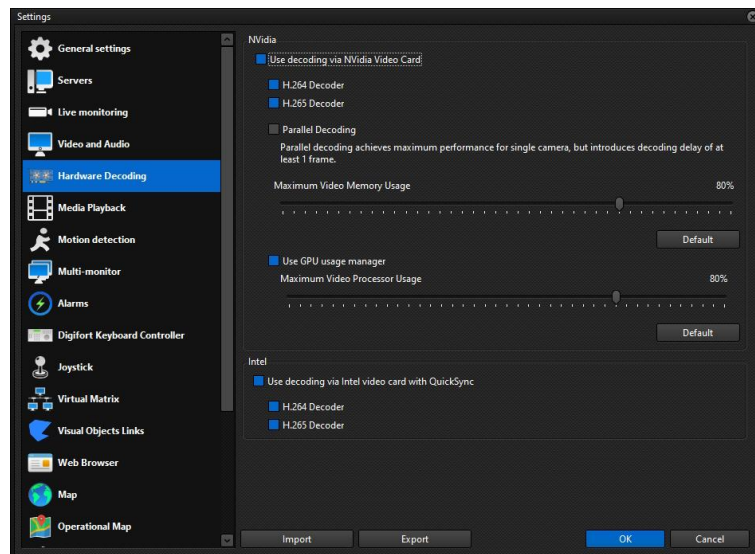 Settings
General settings
Servers
Live monitoring
Video and Audio
Hardware Decoding
Media Playback
Motion detection
Multi-monitor
Alarms
Digifort Keyboard Controller
Joystick
Virtual Matrix
Visual Objects Links
Web Browser
Map
Operational Map
NVidia
Use decoding via NVidia Video Card
H.264 Decoder
H.265 Decoder
Parallel Decoding
Parallel decoding achieves maximum performance for single camera, but introduces decoding delay of at
least 1 frame.
Maximum Video Memory Usage 80%
Default
Use GPU usage manager
Maximum Video Processor Usage 80%
Default
Intel
Use decoding via Intel video card with QuickSync
H.264 Decoder
H.265 Decoder
Import Export OK Cancel